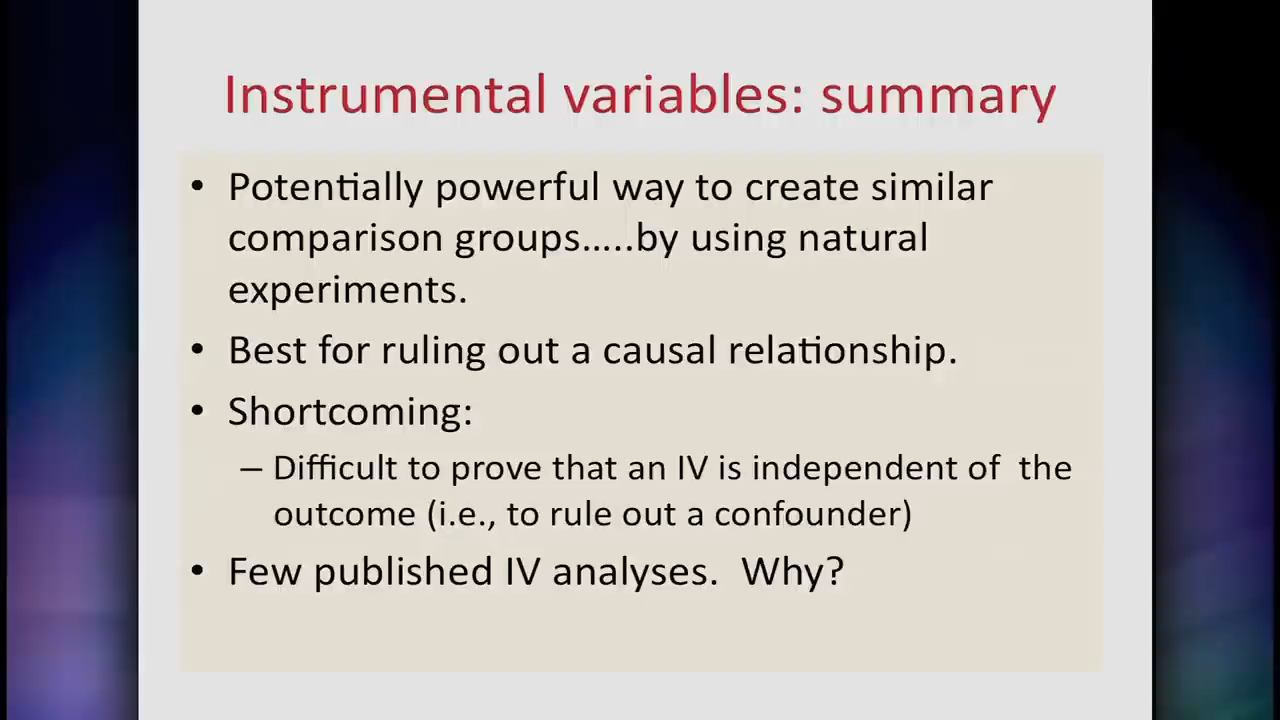 Instrumental variables: summary
• Potentially powerful way to create similar
comparison groups.....by using natural
experiments.
• Best for ruling out a causal relationship.
• Shortcoming:
– Difficult to prove that an IV is independent of  the
outcome (i.e., to rule out a confounder)
• Few published IV analyses.  Why?